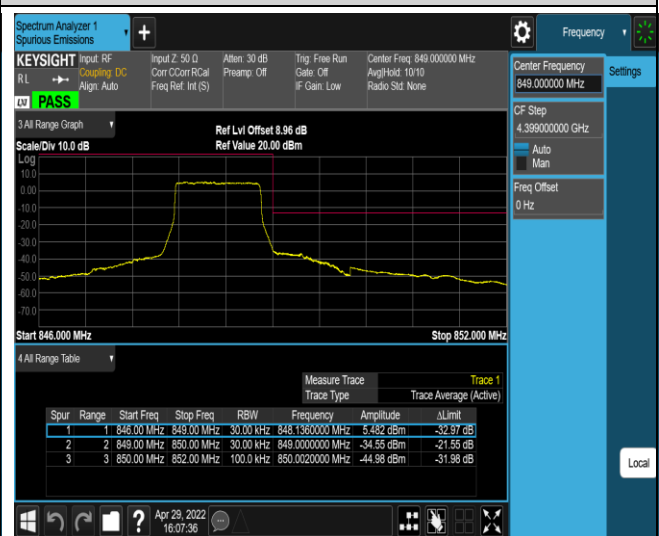 Spectrum Analyzer 1
Spurious Emissions
Frequency
KEYSIGHT Input: RF Input Z: 50 Ω Atten: 30 dB Trig: Free Run Center Freq: 849.000000 MHz
RL Coupling: DC Corr CCorr RCal Preamp: Off Gate: Off Avg|Hold: 10/10
Align: Auto Freq Ref: Int (S) IF Gain: Low Radio Std: None
LXI PASS
3 All Range Graph
Ref Lvl Offset 8.96 dB
Scale/Div 10.0 dB Ref Value 20.00 dBm
Log
10.0
0.00
-10.0
-20.0
-30.0
-40.0
-50.0
-60.0
-70.0
Start 846.000 MHz Stop 852.000 MHz
4 All Range Table
Measure Trace Trace 1
Trace Type Trace Average (Active)
Spur Range Start Freq Stop Freq RBW Frequency Amplitude ΔLimit
1 1 846.00 MHz 849.00 MHz 30.00 kHz 848.1360000 MHz 5.482 dBm -32.97 dB
2 2 849.00 MHz 850.00 MHz 30.00 kHz 849.0000000 MHz -34.55 dBm -21.55 dB
3 3 850.00 MHz 852.00 MHz 100.0 kHz 850.0020000 MHz -44.98 dBm -31.98 dB
Center Frequency
849.000000 MHz
Settings
CF Step
4.399000000 GHz
Auto
Man
Freq Offset
0 Hz
Local
? Apr 29, 2022
16:07:36